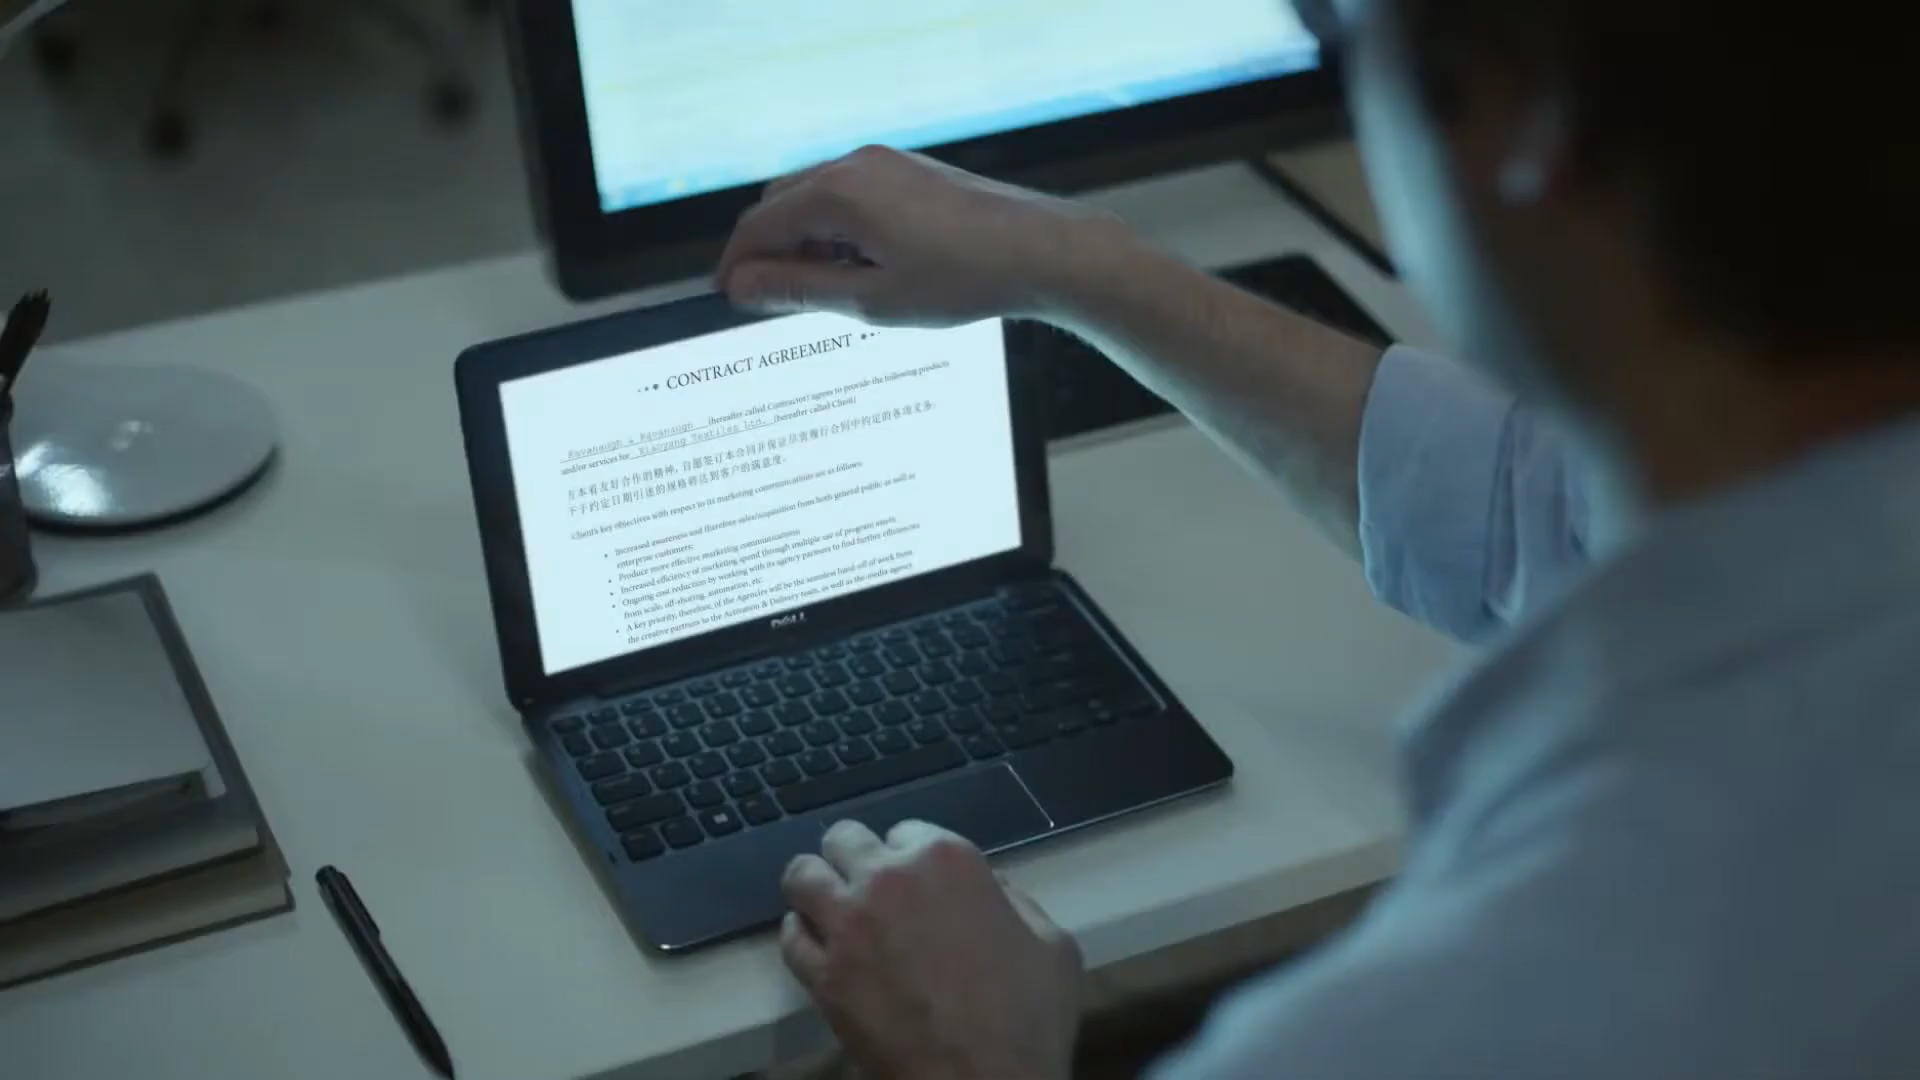 CONTRACT AGREEMENT
Kavanaugh & Kavanaugh (hereafter called Contractor) agrees to provide the following products
and/or services for Xiaoyang Textiles Ltd. (hereafter called Client)
方本着友好合作的精神, 自愿签订本合同并保证尽责履行合同中约定的各项义务.
下于约定日期引述的规格将达到客户的满意度.
Client's key objectives with respect to its marketing communications are as follows:
Increased awareness and therefore sales/acquisition from both general public as well as
enterprise customers;
Produce more effective marketing communications;
Increased efficiency of marketing spend through multiple use of program assets
Ongoing cost reduction by working with its agency partners to find further efficiencies
from scale, off-shoring, automation, etc.
A key priority, therefore, of the Agencies will be the seamless hand-off of work from
the creative partners to the Activation & Delivery team, as well as the media agency
DELL